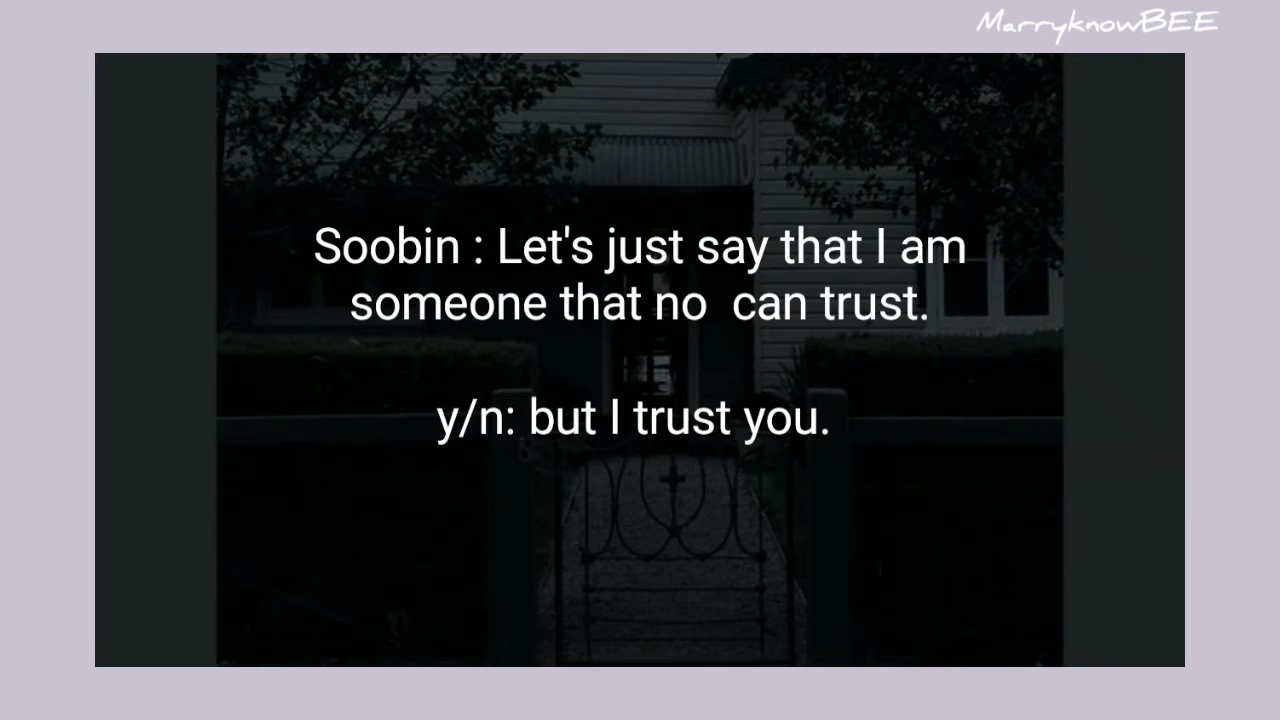 MarryknowBEE
Soobin : Let's just say that I am
someone that no  can trust.
y/n: but I trust you.